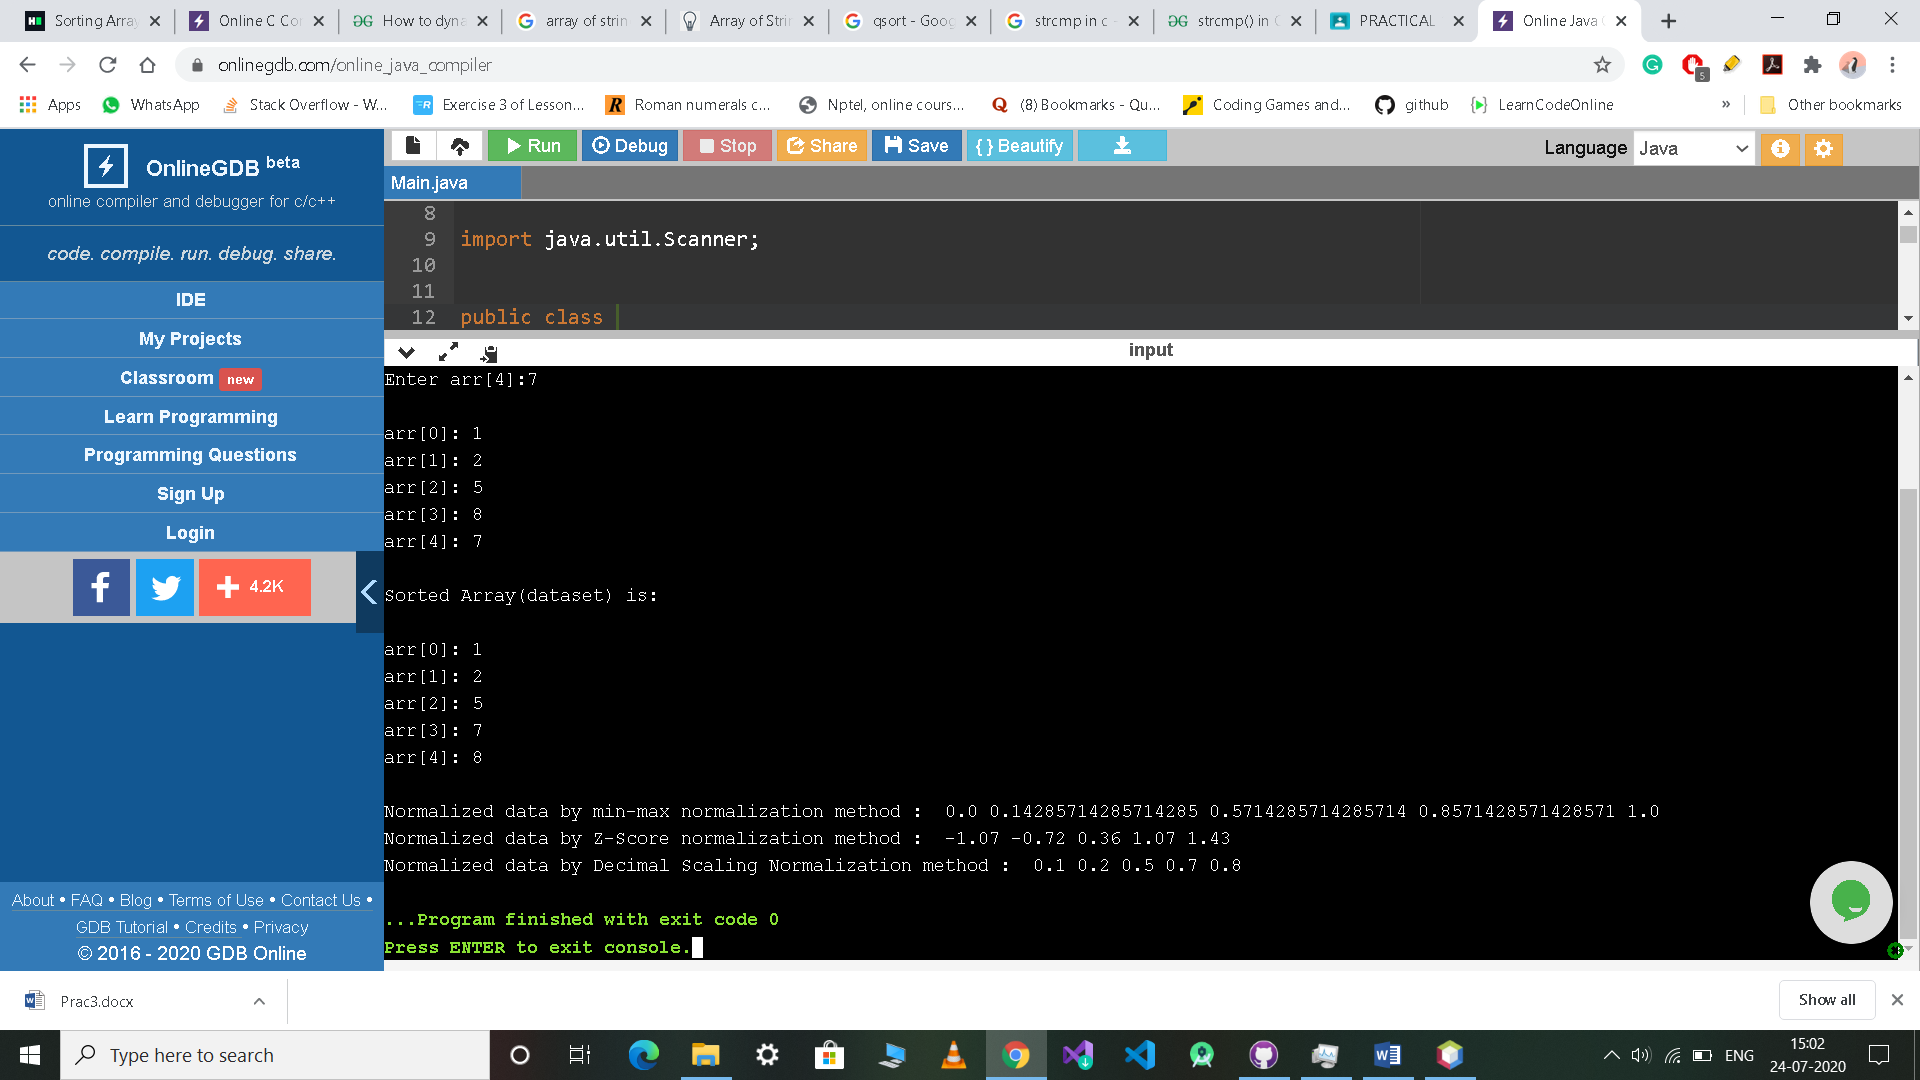 Sorting Array
Online C Cor
How to dyna
array of strin
Array of Strin
qsort - Goog
strcmp in c -
strcmp() in C
PRACTICAL
Online Java C
onlinegdb.com/online_java_compiler
5
Apps
WhatsApp
Stack Overflow - W...
Exercise 3 of Lesson...
Roman numerals c...
Nptel, online cours...
(8) Bookmarks - Qu...
Coding Games and...
github
LearnCodeOnline
»
Other bookmarks
OnlineGDB beta
online compiler and debugger for c/c++
code. compile. run. debug. share.
IDE
My Projects
Classroom new
Learn Programming
Programming Questions
Sign Up
Login
4.2K
About • FAQ • Blog • Terms of Use • Contact Us •
GDB Tutorial • Credits • Privacy
© 2016 - 2020 GDB Online
Run
Debug
Stop
Share
Save
{ } Beautify
Language Java
Main.java
8
9 import java.util.Scanner;
10
11
12 public class
input
Enter arr[4]:7
arr[0]: 1
arr[1]: 2
arr[2]: 5
arr[3]: 8
arr[4]: 7
Sorted Array(dataset) is:
arr[0]: 1
arr[1]: 2
arr[2]: 5
arr[3]: 7
arr[4]: 8
Normalized data by min-max normalization method :  0.0 0.14285714285714285 0.5714285714285714 0.8571428571428571 1.0
Normalized data by Z-Score normalization method :  -1.07 -0.72 0.36 1.07 1.43
Normalized data by Decimal Scaling Normalization method :  0.1 0.2 0.5 0.7 0.8
...Program finished with exit code 0
Press ENTER to exit console.
Prac3.docx
Show all
Type here to search
ENG
15:02
24-07-2020